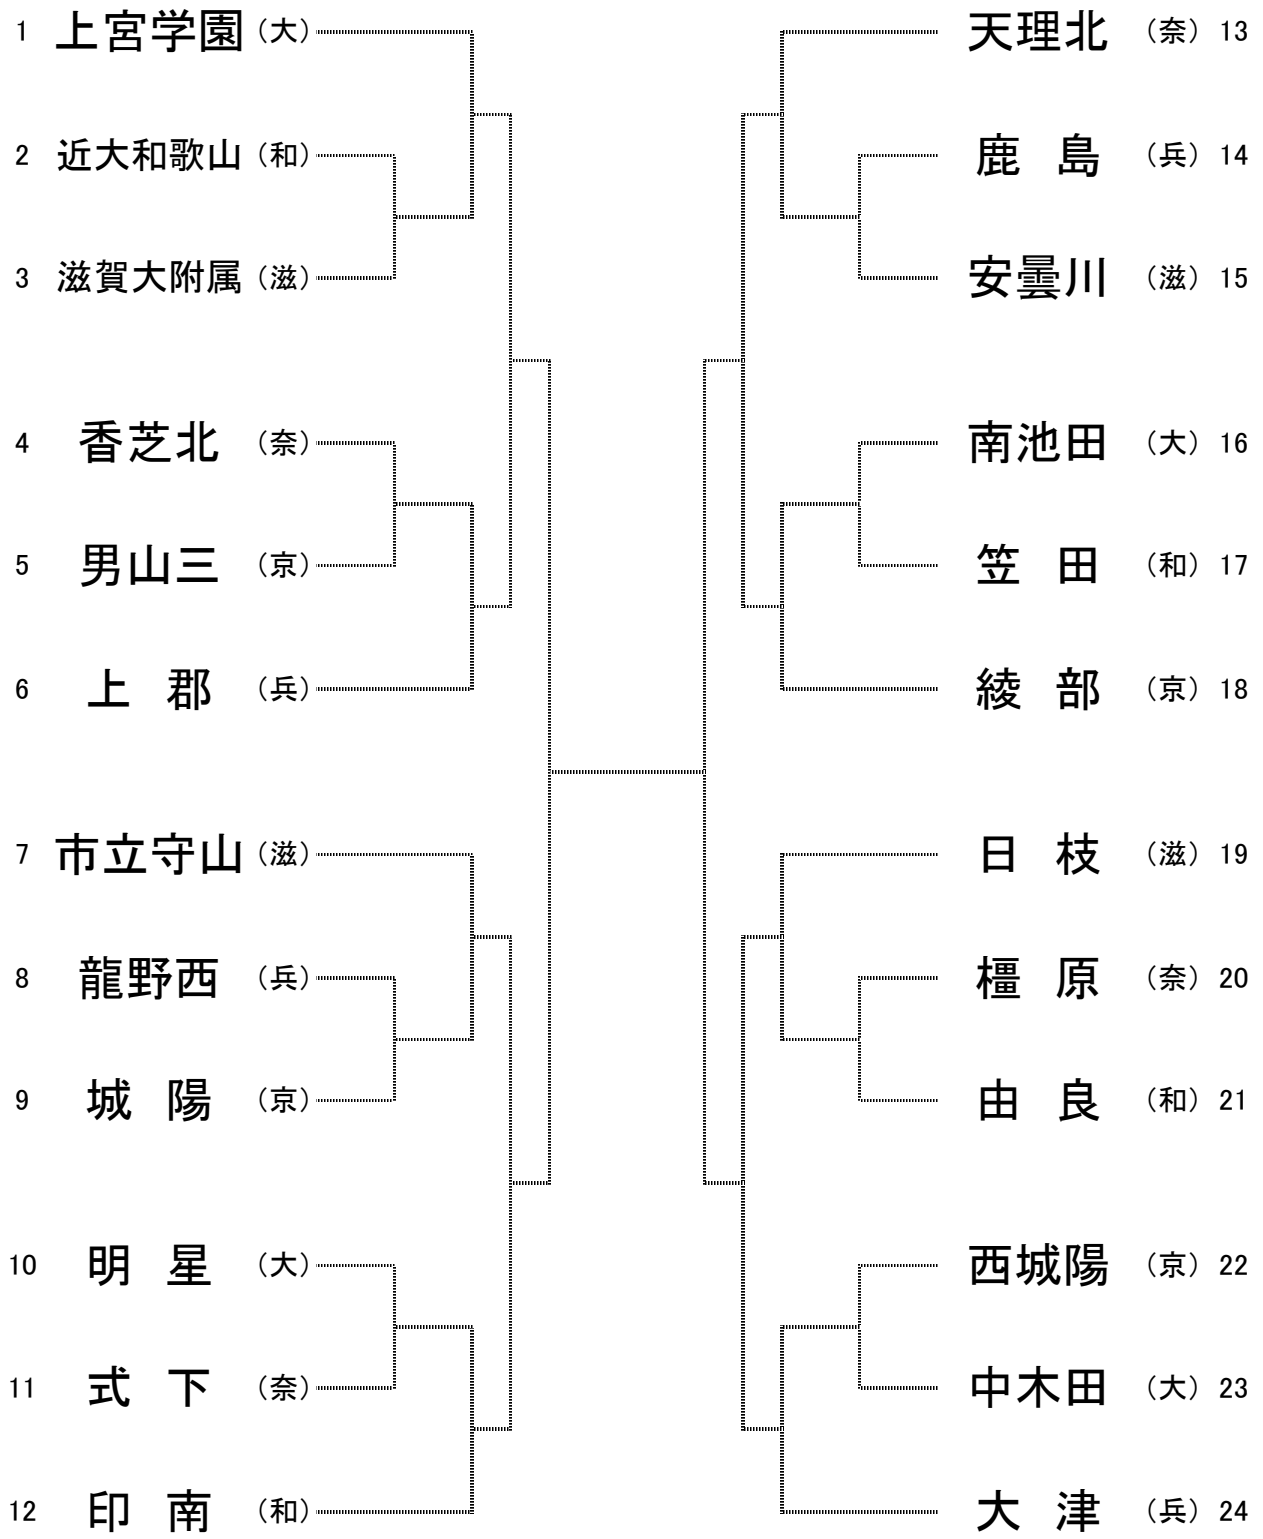 1 上宮学園 （大）
2 近大和歌山 （和）
3 滋賀大附属 （滋）
4 香芝北 （奈）
5 男山三 （京）
6 上 郡 （兵）
7 市立守山 （滋）
8 龍野西 （兵）
9 城 陽 （京）
10 明 星 （大）
11 式 下 （奈）
12 印 南 （和）
天理北 （奈） 13
鹿 島 （兵） 14
安曇川 （滋） 15
南池田 （大） 16
笠 田 （和） 17
綾 部 （京） 18
日 枝 （滋） 19
橿 原 （奈） 20
由 良 （和） 21
西城陽 （京） 22
中木田 （大） 23
大 津 （兵） 24